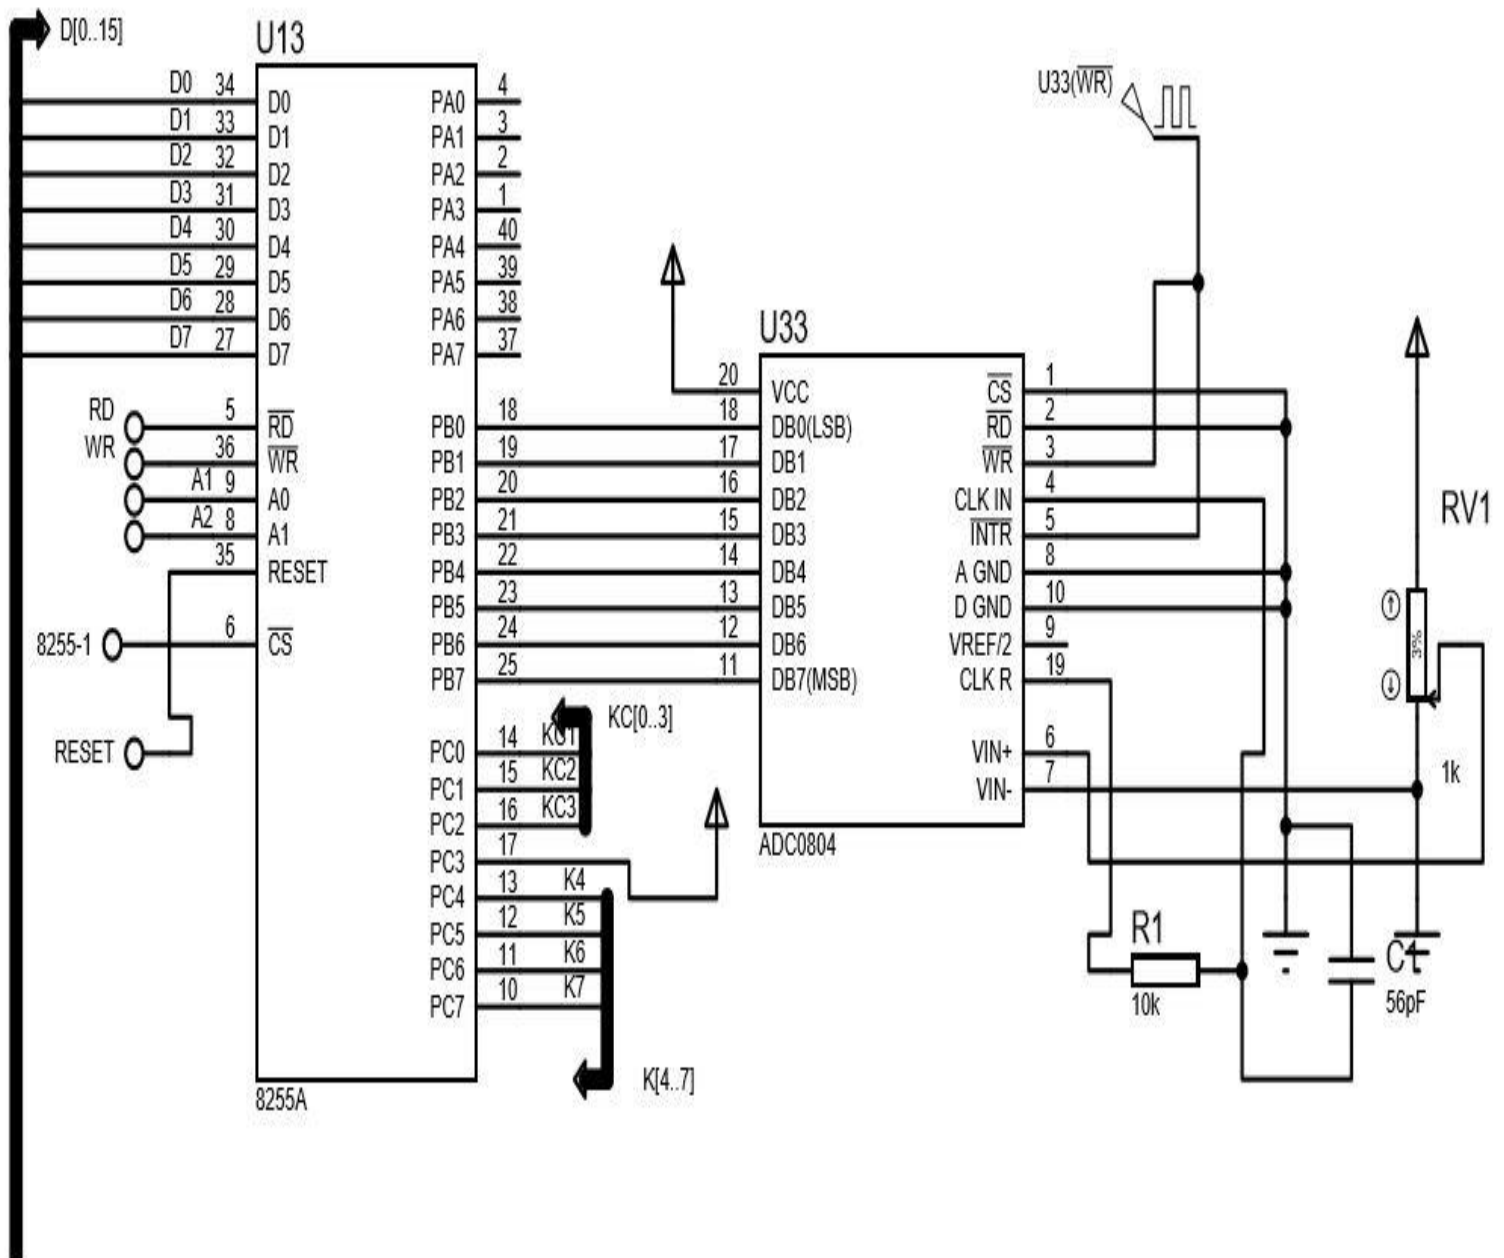 D[0..15]
U13
D0 34 D0 PA0 4
D1 33 D1 PA1 3
D2 32 D2 PA2 2
D3 31 D3 PA3 1
D4 30 D4 PA4 40
D5 29 D5 PA5 39
D6 28 D6 PA6 38
D7 27 D7 PA7 37
RD 5 RD PB0 18
WR 36 WR PB1 19
A1 9 A0 PB2 20
A2 8 A1 PB3 21
35 RESET PB4 22
PB5 23
8255-1 6 CS PB6 24
PB7 25
RESET
PC0 14 KC1
PC1 15 KC2
PC2 16 KC3
PC3 17
PC4 13 K4
PC5 12 K5
PC6 11 K6
PC7 10 K7
8255A
KC[0..3]
K[4..7]
U33(WR)
U33
20 VCC CS 1
18 DB0(LSB) RD 2
17 DB1 WR 3
16 DB2 CLK IN 4
15 DB3 INTR 5
14 DB4 A GND 8
13 DB5 D GND 10
12 DB6 VREF/2 9
11 DB7(MSB) CLK R 19
VIN+ 6
VIN- 7
ADC0804
RV1
3%
1k
R1
10k
C1
56pF